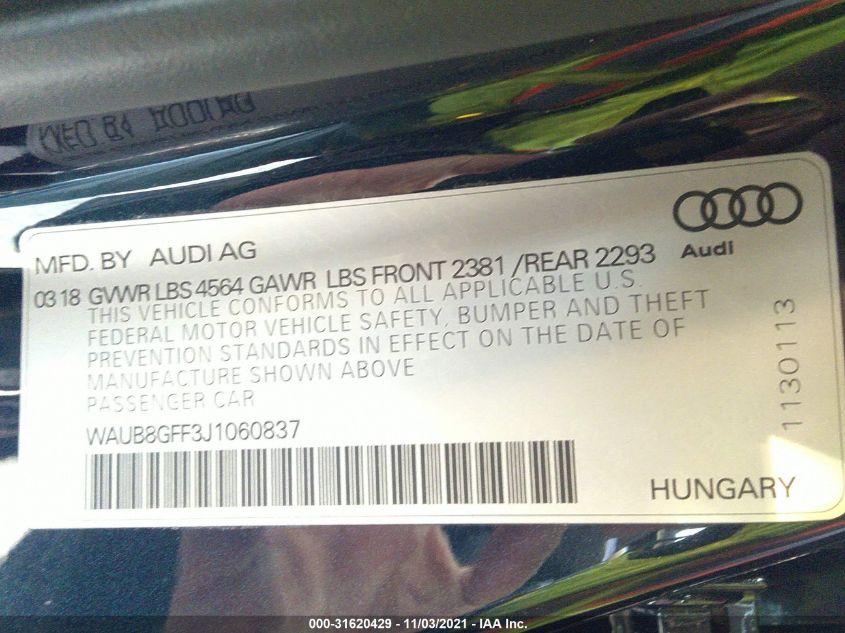 MFD. BY AUDI AG
Audi
0318 GVWR LBS 4564 GAWR LBS FRONT 2381 /REAR 2293
THIS VEHICLE CONFORMS TO ALL APPLICABLE U.S.
FEDERAL MOTOR VEHICLE SAFETY, BUMPER AND THEFT
PREVENTION STANDARDS IN EFFECT ON THE DATE OF
MANUFACTURE SHOWN ABOVE
PASSENGER CAR
WAUB8GFF3J1060837
1130113
HUNGARY
000-31620429 - 11/03/2021 - IAA Inc.